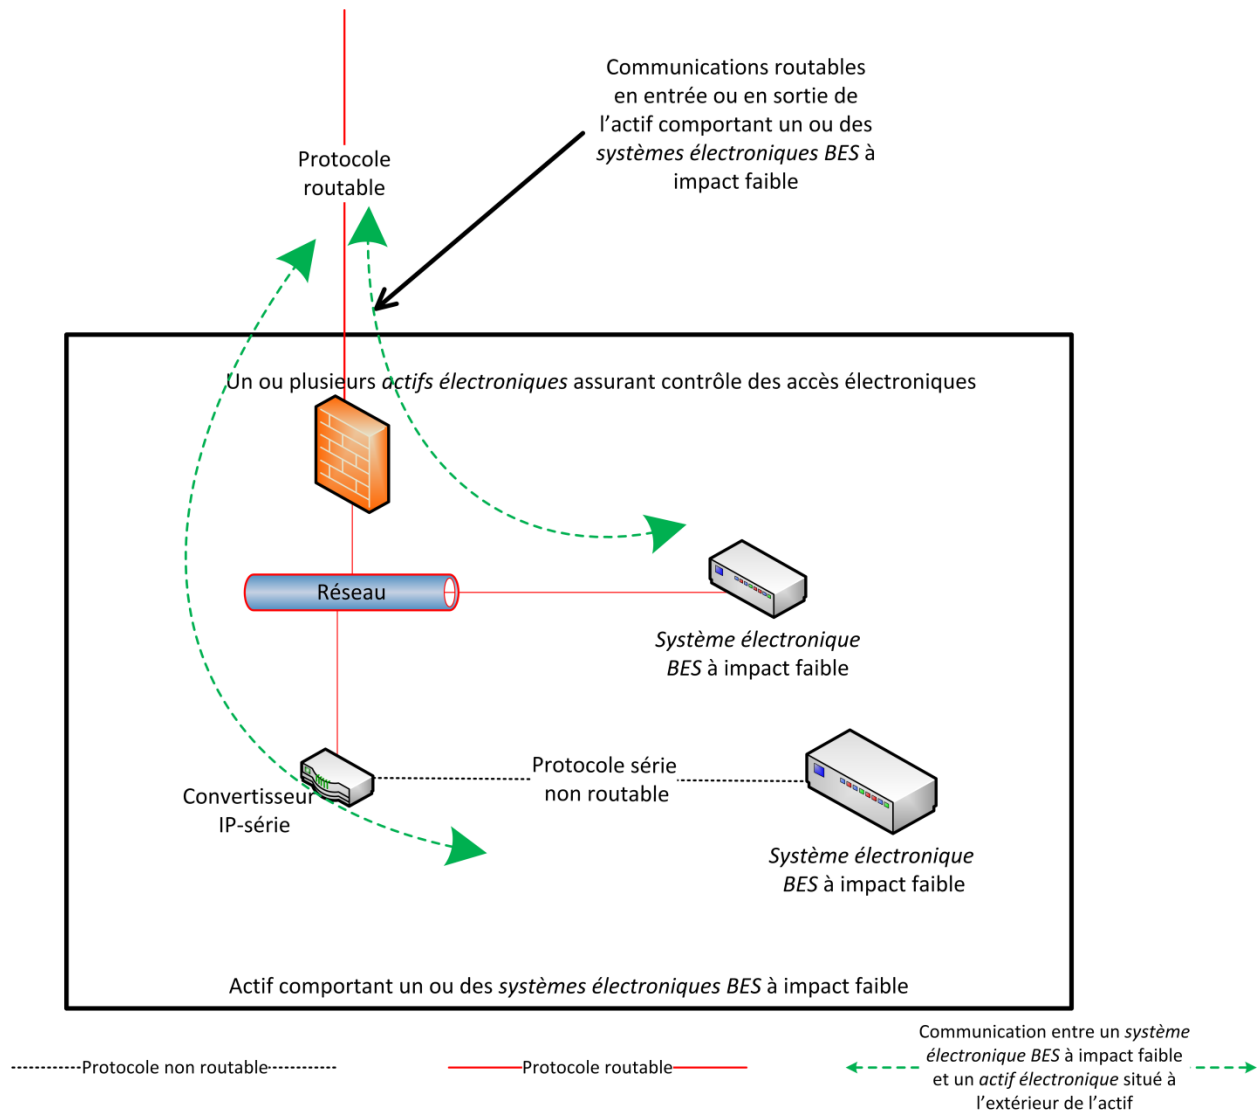 Communications routables
en entrée ou en sortie de
l'actif comportant un ou des
systèmes électroniques BES à
impact faible
Protocole
routable
Un ou plusieurs actifs électroniques assurant contrôle des accès électroniques
Réseau
Système électronique
BES à impact faible
Protocole série
non routable
Convertisseur
IP-série
Système électronique
BES à impact faible
Actif comportant un ou des systèmes électroniques BES à impact faible
Protocole non routable
Protocole routable
Communication entre un système
électronique BES à impact faible
et un actif électronique situé à
l'extérieur de l'actif